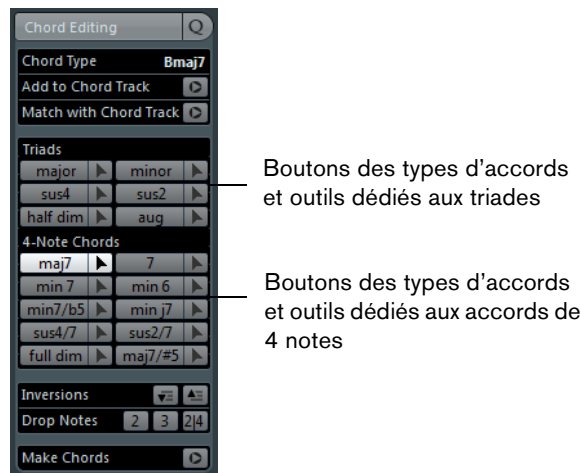 Chord Editing Q
Chord Type Bmaj7
Add to Chord Track
Match with Chord Track
Triads
major minor
sus4 sus2
half dim aug
4-Note Chords
maj7 7
min 7 min 6
min7/b5 min j7
sus4/7 sus2/7
full dim maj7/#5
Inversions
Drop Notes 2 3 2|4
Make Chords
Boutons des types d’accords
et outils dédiés aux triades
Boutons des types d’accords
et outils dédiés aux accords de
4 notes